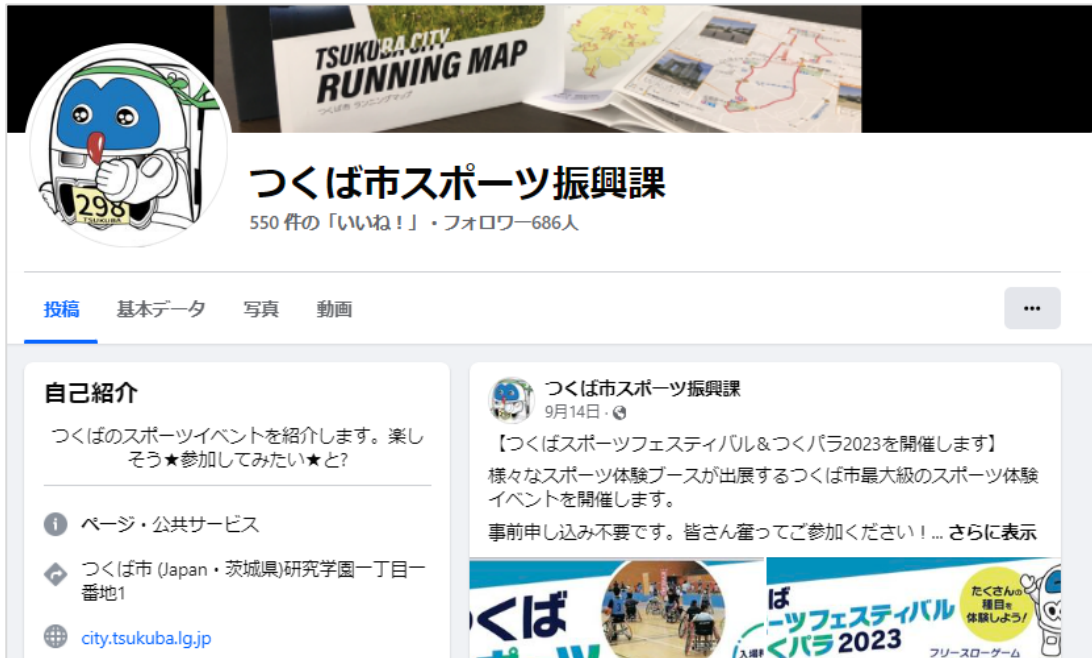 TSUKUBA CITY
RUNNING MAP
つくば市 ランニングマップ
298
TSUKUBA
つくば市スポーツ振興課
550 件の「いいね！」・フォロワー686人
投稿
基本データ
写真
動画
...
自己紹介
つくばのスポーツイベントを紹介します。楽し
そう★参加してみたい★と?
ページ・公共サービス
つくば市 (Japan・茨城県)研究学園一丁目一
番地1
city.tsukuba.lg.jp
つくば市スポーツ振興課
9月14日
【つくばスポーツフェスティバル＆つくパラ2023を開催します】
様々なスポーツ体験ブースが出展するつくば市最大級のスポーツ体験
イベントを開催します。
事前申し込み不要です。皆さん奮ってご参加ください！... さらに表示
くば
ポーツ
入場
ば
ーツフェスティバル
くパラ 2023
たくさんの
種目を
体験しよう!
フリースローゲーム